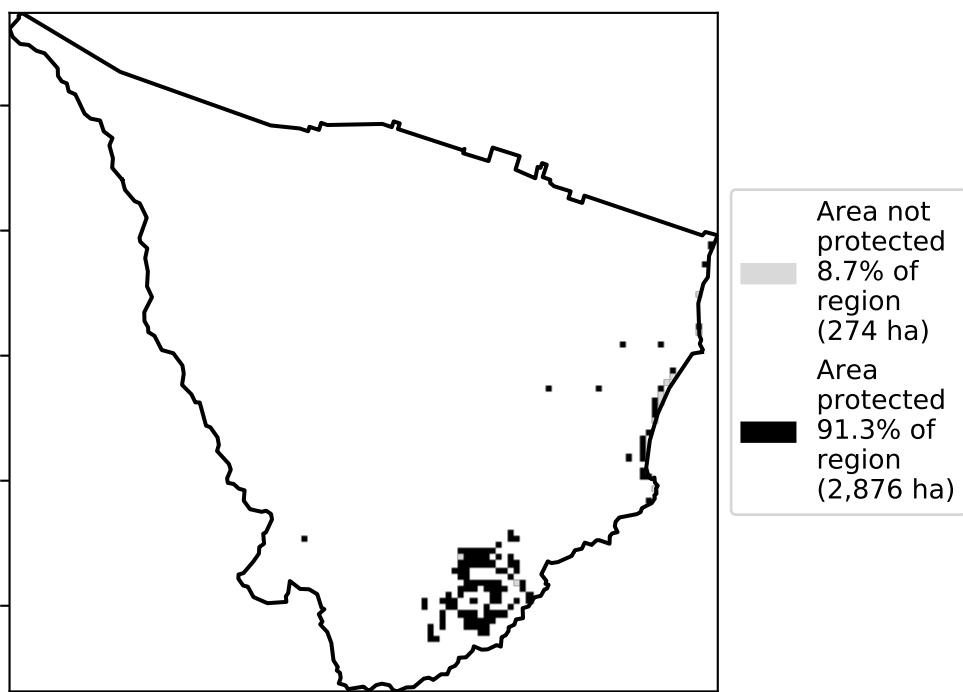 Area not
protected
8.7% of
region
(274 ha)
Area
protected
91.3% of
region
(2,876 ha)